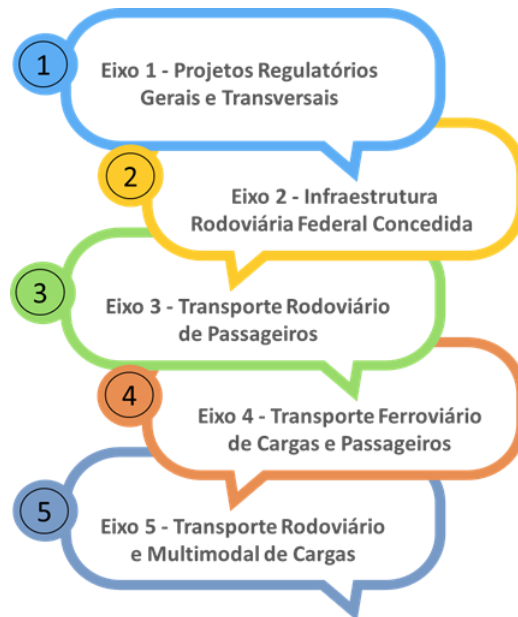 1
Eixo 1 - Projetos Regulatórios
Gerais e Transversais
2
Eixo 2 - Infraestrutura
Rodoviária Federal Concedida
3
Eixo 3 - Transporte Rodoviário
de Passageiros
4
Eixo 4 - Transporte Ferroviário
de Cargas e Passageiros
5
Eixo 5 - Transporte Rodoviário
e Multimodal de Cargas